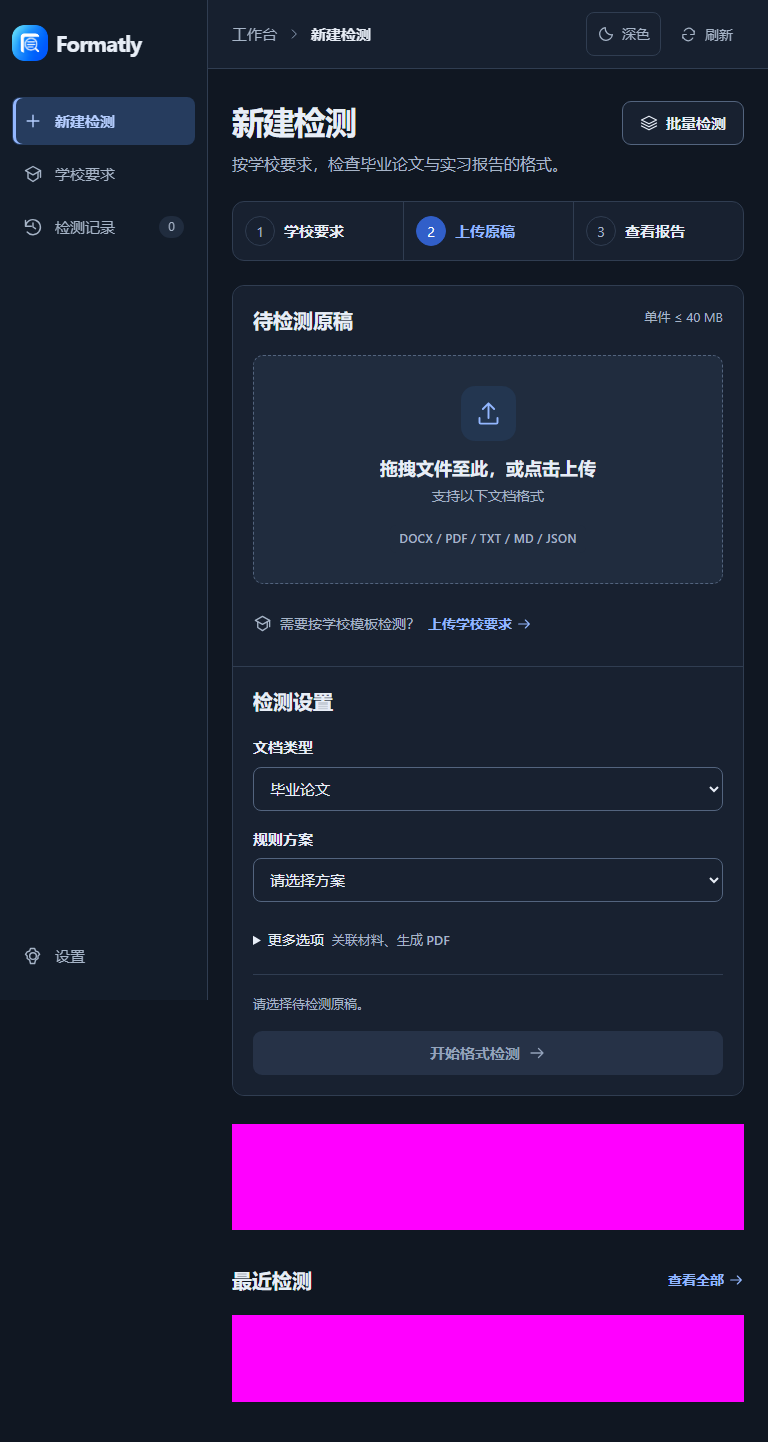 Formatly
新建检测
学校要求
检测记录 0
设置
工作台 > 新建检测
深色
刷新
新建检测
批量检测
按学校要求，检查毕业论文与实习报告的格式。
1 学校要求
2 上传原稿
3 查看报告
待检测原稿
单件 ≤ 40 MB
拖拽文件至此，或点击上传
支持以下文档格式
DOCX / PDF / TXT / MD / JSON
需要按学校模板检测？ 上传学校要求 →
检测设置
文档类型
毕业论文
规则方案
请选择方案
更多选项 关联材料、生成 PDF
请选择待检测原稿。
开始格式检测 →
最近检测
查看全部 →